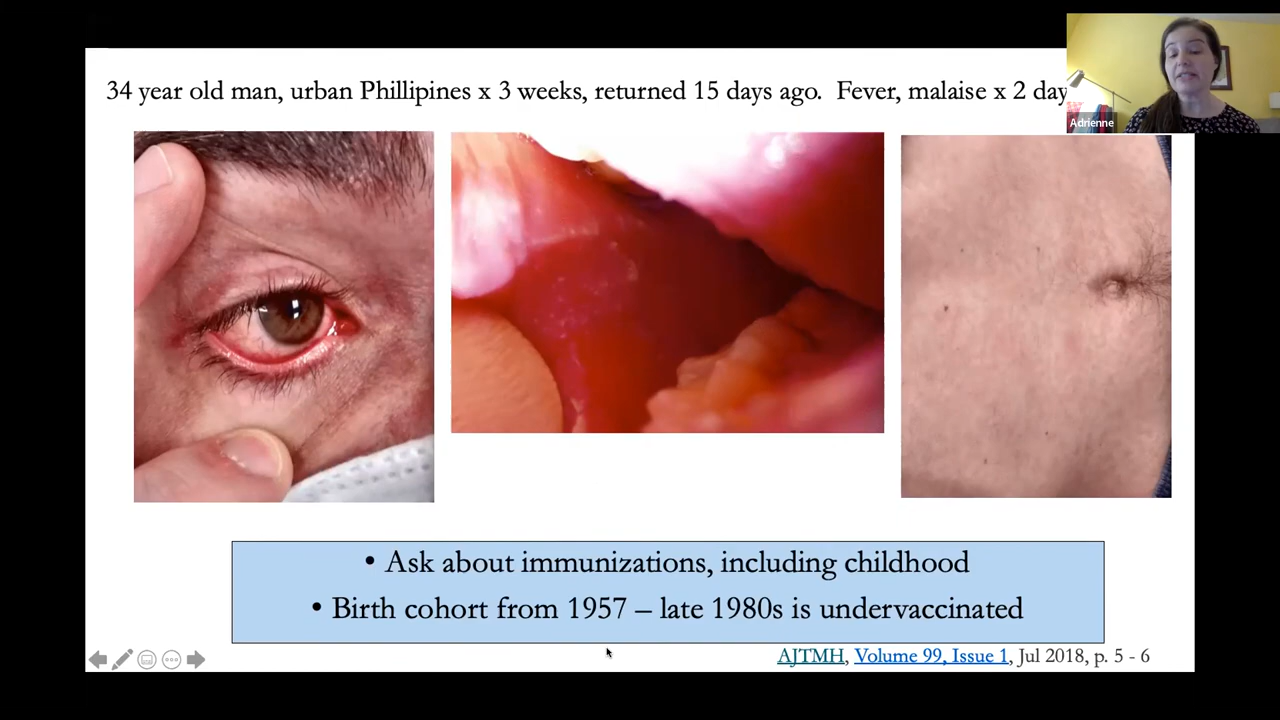 34 year old man, urban Phillipines x 3 weeks, returned 15 days ago. Fever, malaise x 2 day
Adrienne
• Ask about immunizations, including childhood
• Birth cohort from 1957 – late 1980s is undervaccinated
AJTMH, Volume 99, Issue 1, Jul 2018, p. 5 - 6